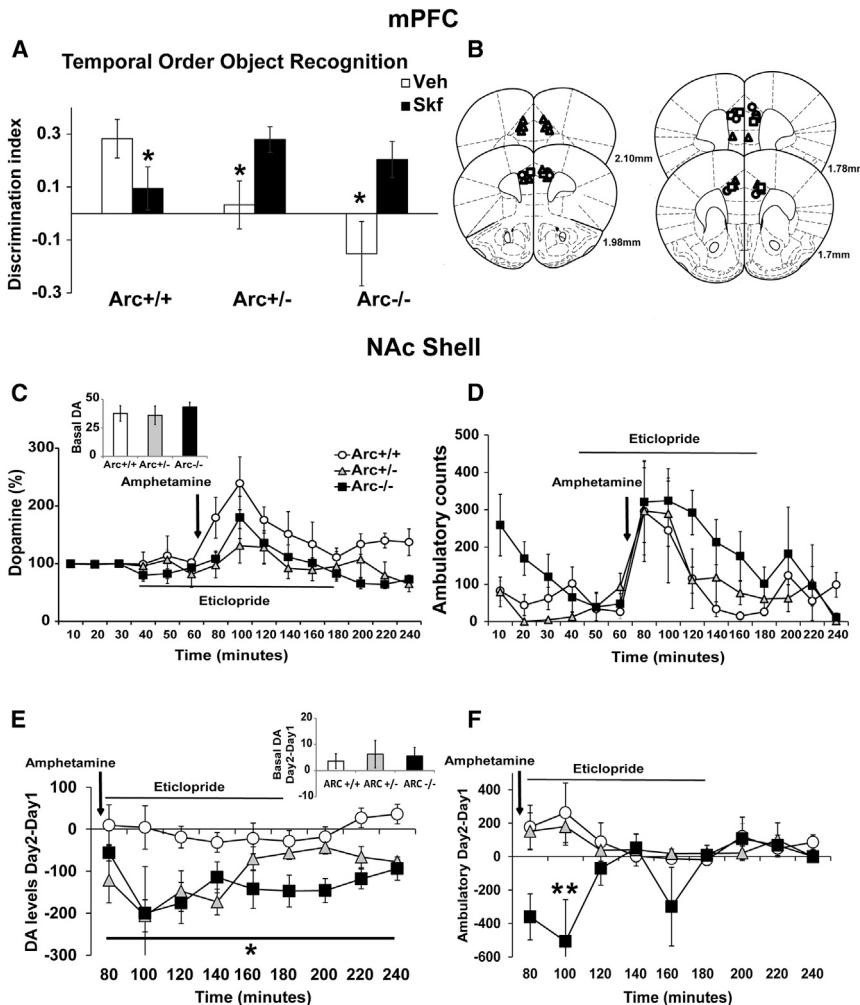 mPFC
A
Temporal Order Object Recognition
Veh
Skf
Discrimination index
0.3
0.1
-0.1
-0.3
*
*
*
Arc+/+
Arc+/-
Arc-/-
B
2.10mm
1.98mm
1.78mm
1.7mm
NAc Shell
C
Basal DA
50
25
0
Arc+/+ Arc+/- Arc-/-
Amphetamine
Arc+/+
Arc+/-
Arc-/-
Dopamine (%)
300
200
100
0
Eticlopride
10 20 30 40 50 60 80 100 120 140 160 180 200 220 240
Time (minutes)
D
Ambulatory counts
500
400
300
200
100
0
Eticlopride
Amphetamine
10 20 30 40 50 60 80 100 120 140 160 180 200 220 240
Time (minutes)
E
Basal DA
Day2-Day1
20
10
0
-10
ARC +/+ ARC +/- ARC -/-
Amphetamine
Eticlopride
DA levels Day2-Day1
100
0
-100
-200
-300
*
80 100 120 140 160 180 200 220 240
Time (minutes)
F
Amphetamine
Eticlopride
Ambulatory Day2-Day1
400
200
0
-200
-400
-600
**
80 100 120 140 160 180 200 220 240
Time (minutes)